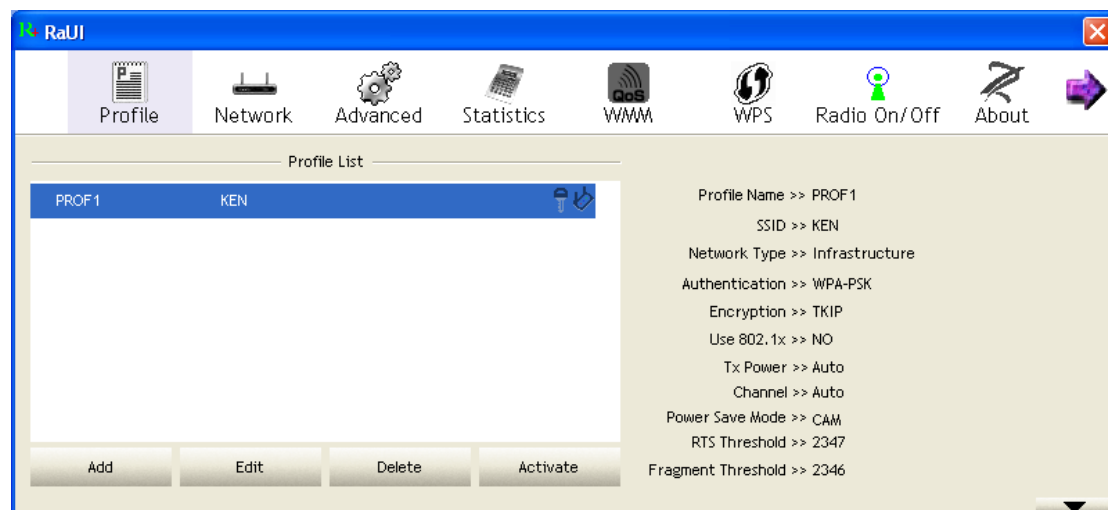 RaUI
Profile Network Advanced Statistics QoS WMM WPS Radio On/Off About
Profile List
PROF1 KEN
Profile Name >> PROF1
SSID >> KEN
Network Type >> Infrastructure
Authentication >> WPA-PSK
Encryption >> TKIP
Use 802.1x >> NO
Tx Power >> Auto
Channel >> Auto
Power Save Mode >> CAM
RTS Threshold >> 2347
Fragment Threshold >> 2346
Add Edit Delete Activate